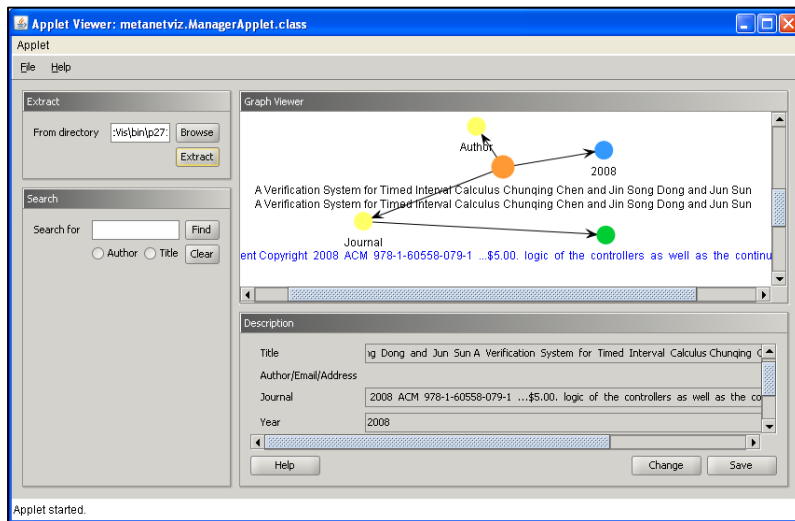 Applet Viewer: metanetviz.ManagerApplet.class
Applet
File Help
Extract
From directory :Vis\bin\p27: Browse
Extract
Search
Search for Find
Author Title Clear
Graph Viewer
Author
2008
A Verification System for Timed Interval Calculus Chunqing Chen and Jin Song Dong and Jun Sun
A Verification System for Timed Interval Calculus Chunqing Chen and Jin Song Dong and Jun Sun
Journal
ent Copyright 2008 ACM 978-1-60558-079-1 ...$5.00. logic of the controllers as well as the continu
Description
Title ng Dong and Jun Sun A Verification System for Timed Interval Calculus Chunqing C
Author/Email/Address
Journal 2008 ACM 978-1-60558-079-1 ...$5.00. logic of the controllers as well as the co
Year 2008
Help Change Save
Applet started.